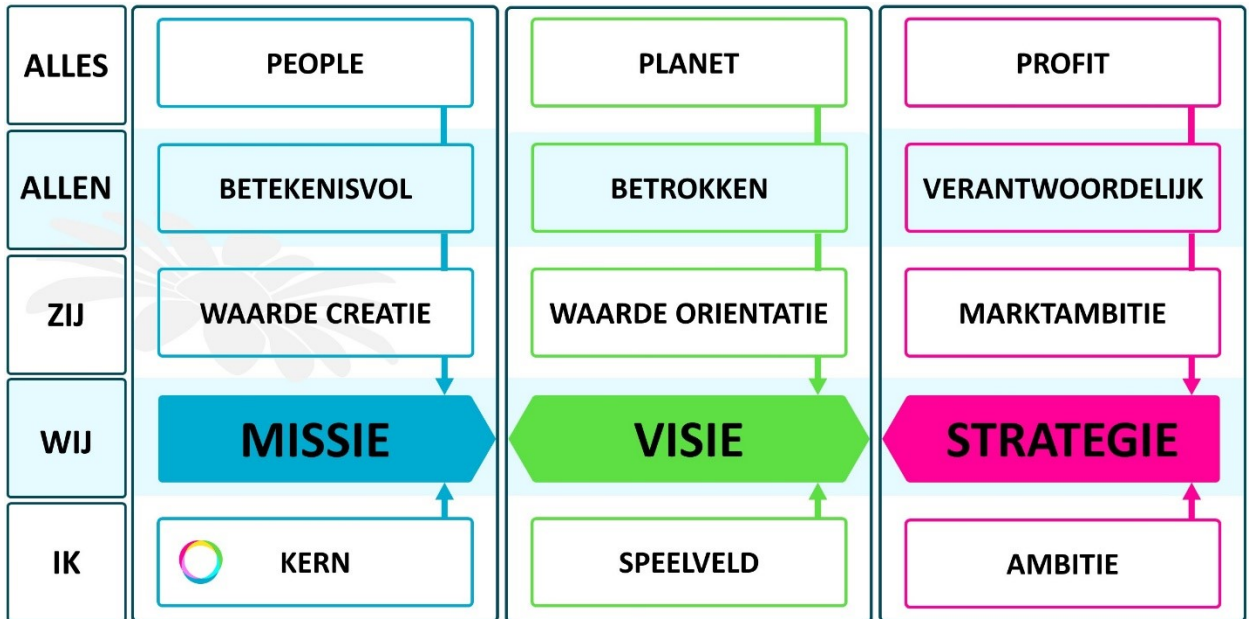 ALLES
PEOPLE
PLANET
PROFIT
ALLEN
BETEKENISVOL
BETROKKEN
VERANTWOORDELIJK
ZIJ
WAARDE CREATIE
WAARDE ORIENTATIE
MARKTAMBITIE
WIJ
MISSIE
VISIE
STRATEGIE
IK
KERN
SPEELVELD
AMBITIE